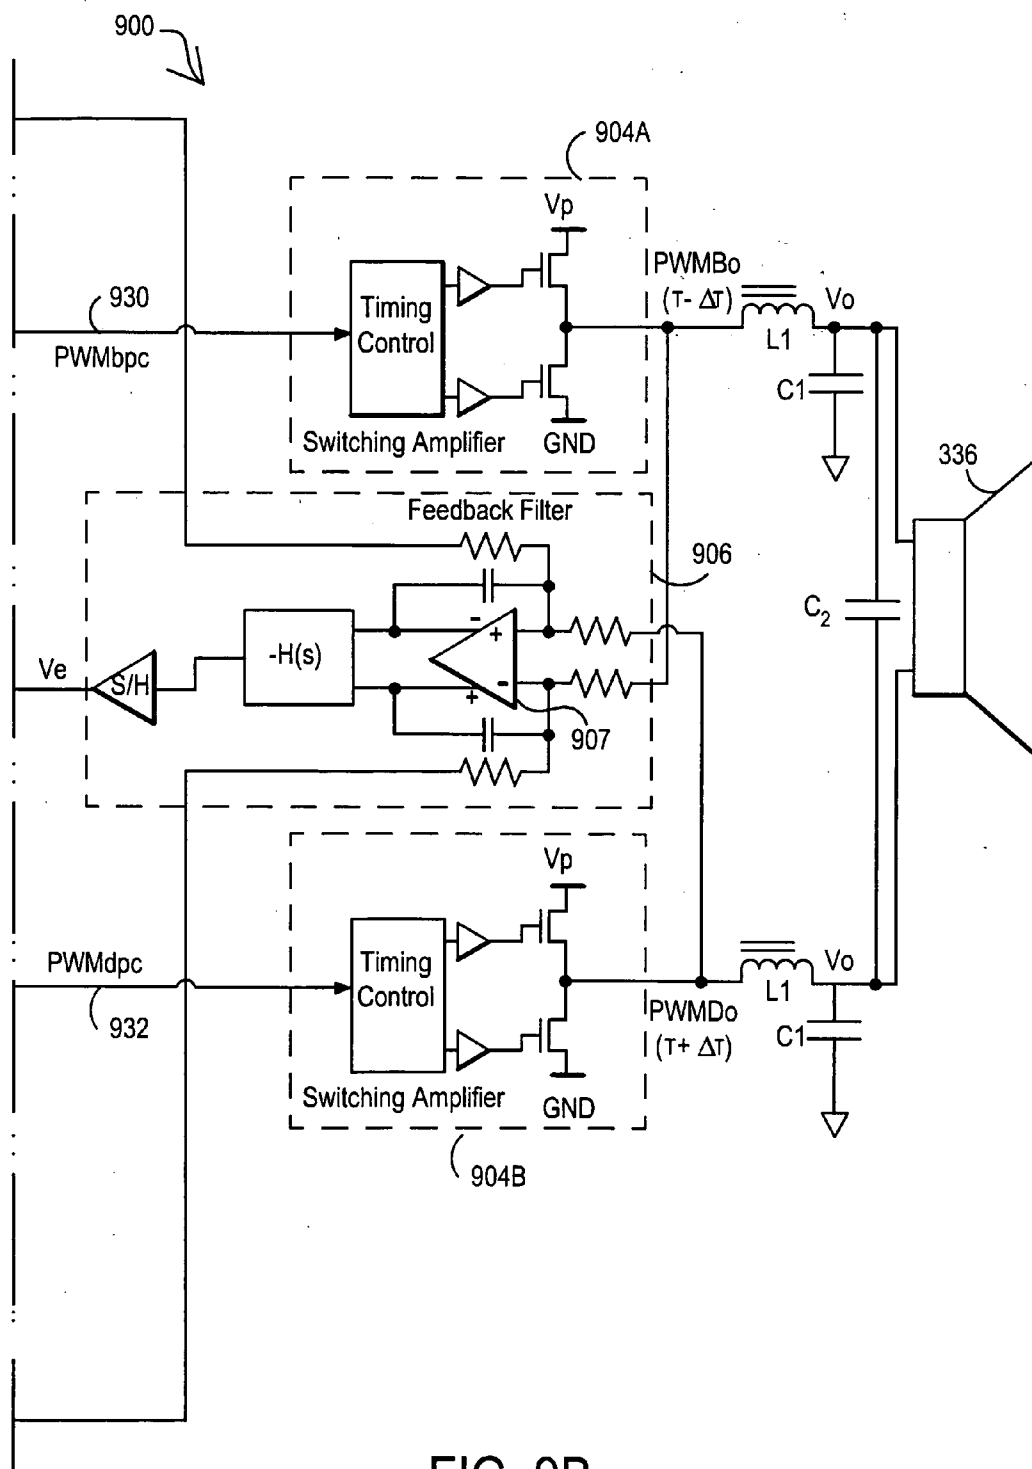 900
904A
Vp
PWMBo
(T- ΔT)
Vo
L1
C1
930
PWMbpc
Timing
Control
Switching Amplifier
GND
336
Feedback Filter
906
C2
-
+
-H(s)
Ve
S/H
-
+
907
Vp
PWMdpc
932
Timing
Control
Vo
L1
PWMDo
(T+ ΔT)
C1
Switching Amplifier
GND
904B